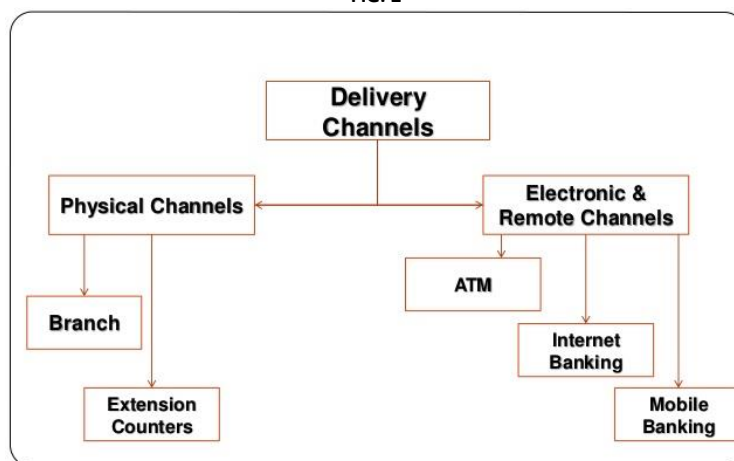 Delivery
Channels
Physical Channels
Electronic &
Remote Channels
ATM
Branch
Internet
Banking
Extension
Counters
Mobile
Banking